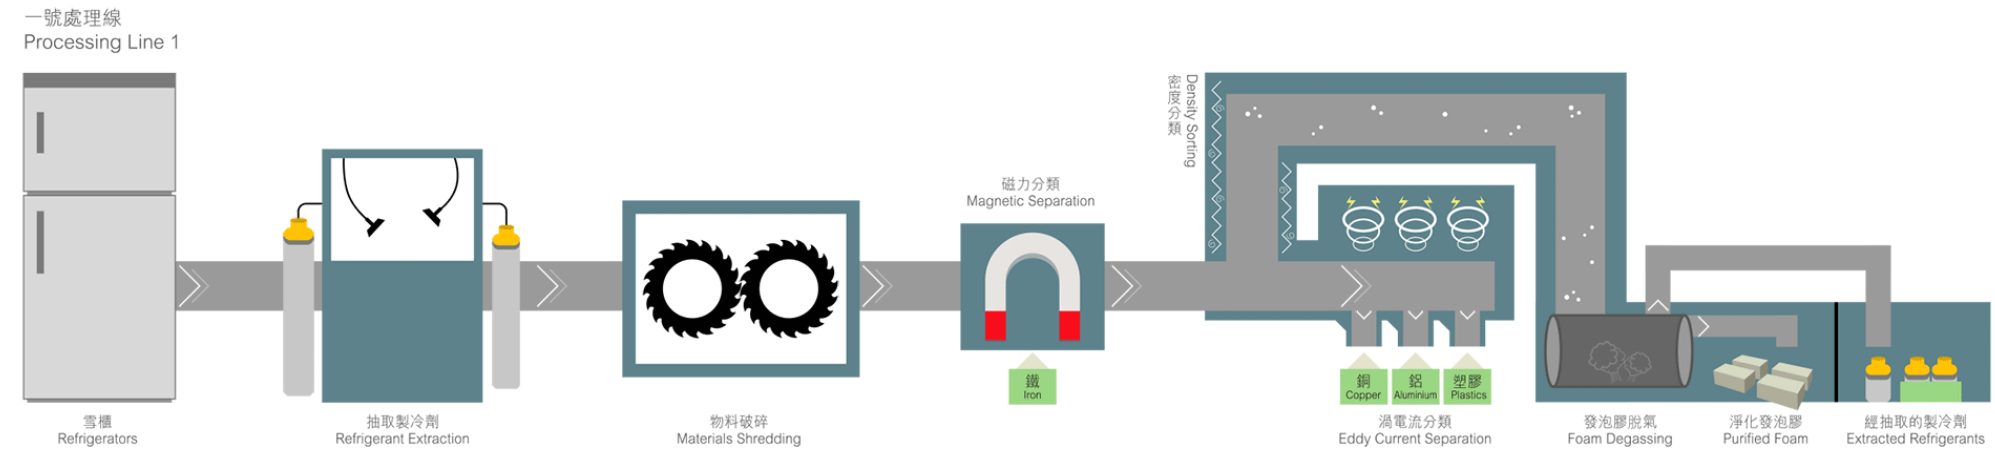 一號處理線
Processing Line 1
雪櫃
Refrigerators
抽取製冷劑
Refrigerant Extraction
物料破碎
Materials Shredding
磁力分類
Magnetic Separation
鐵
Iron
密度分類
Density Sorting
銅
Copper
鋁
Aluminium
塑膠
Plastics
渦電流分類
Eddy Current Separation
發泡膠脫氣
Foam Degassing
淨化發泡膠
Purified Foam
經抽取的製冷劑
Extracted Refrigerants